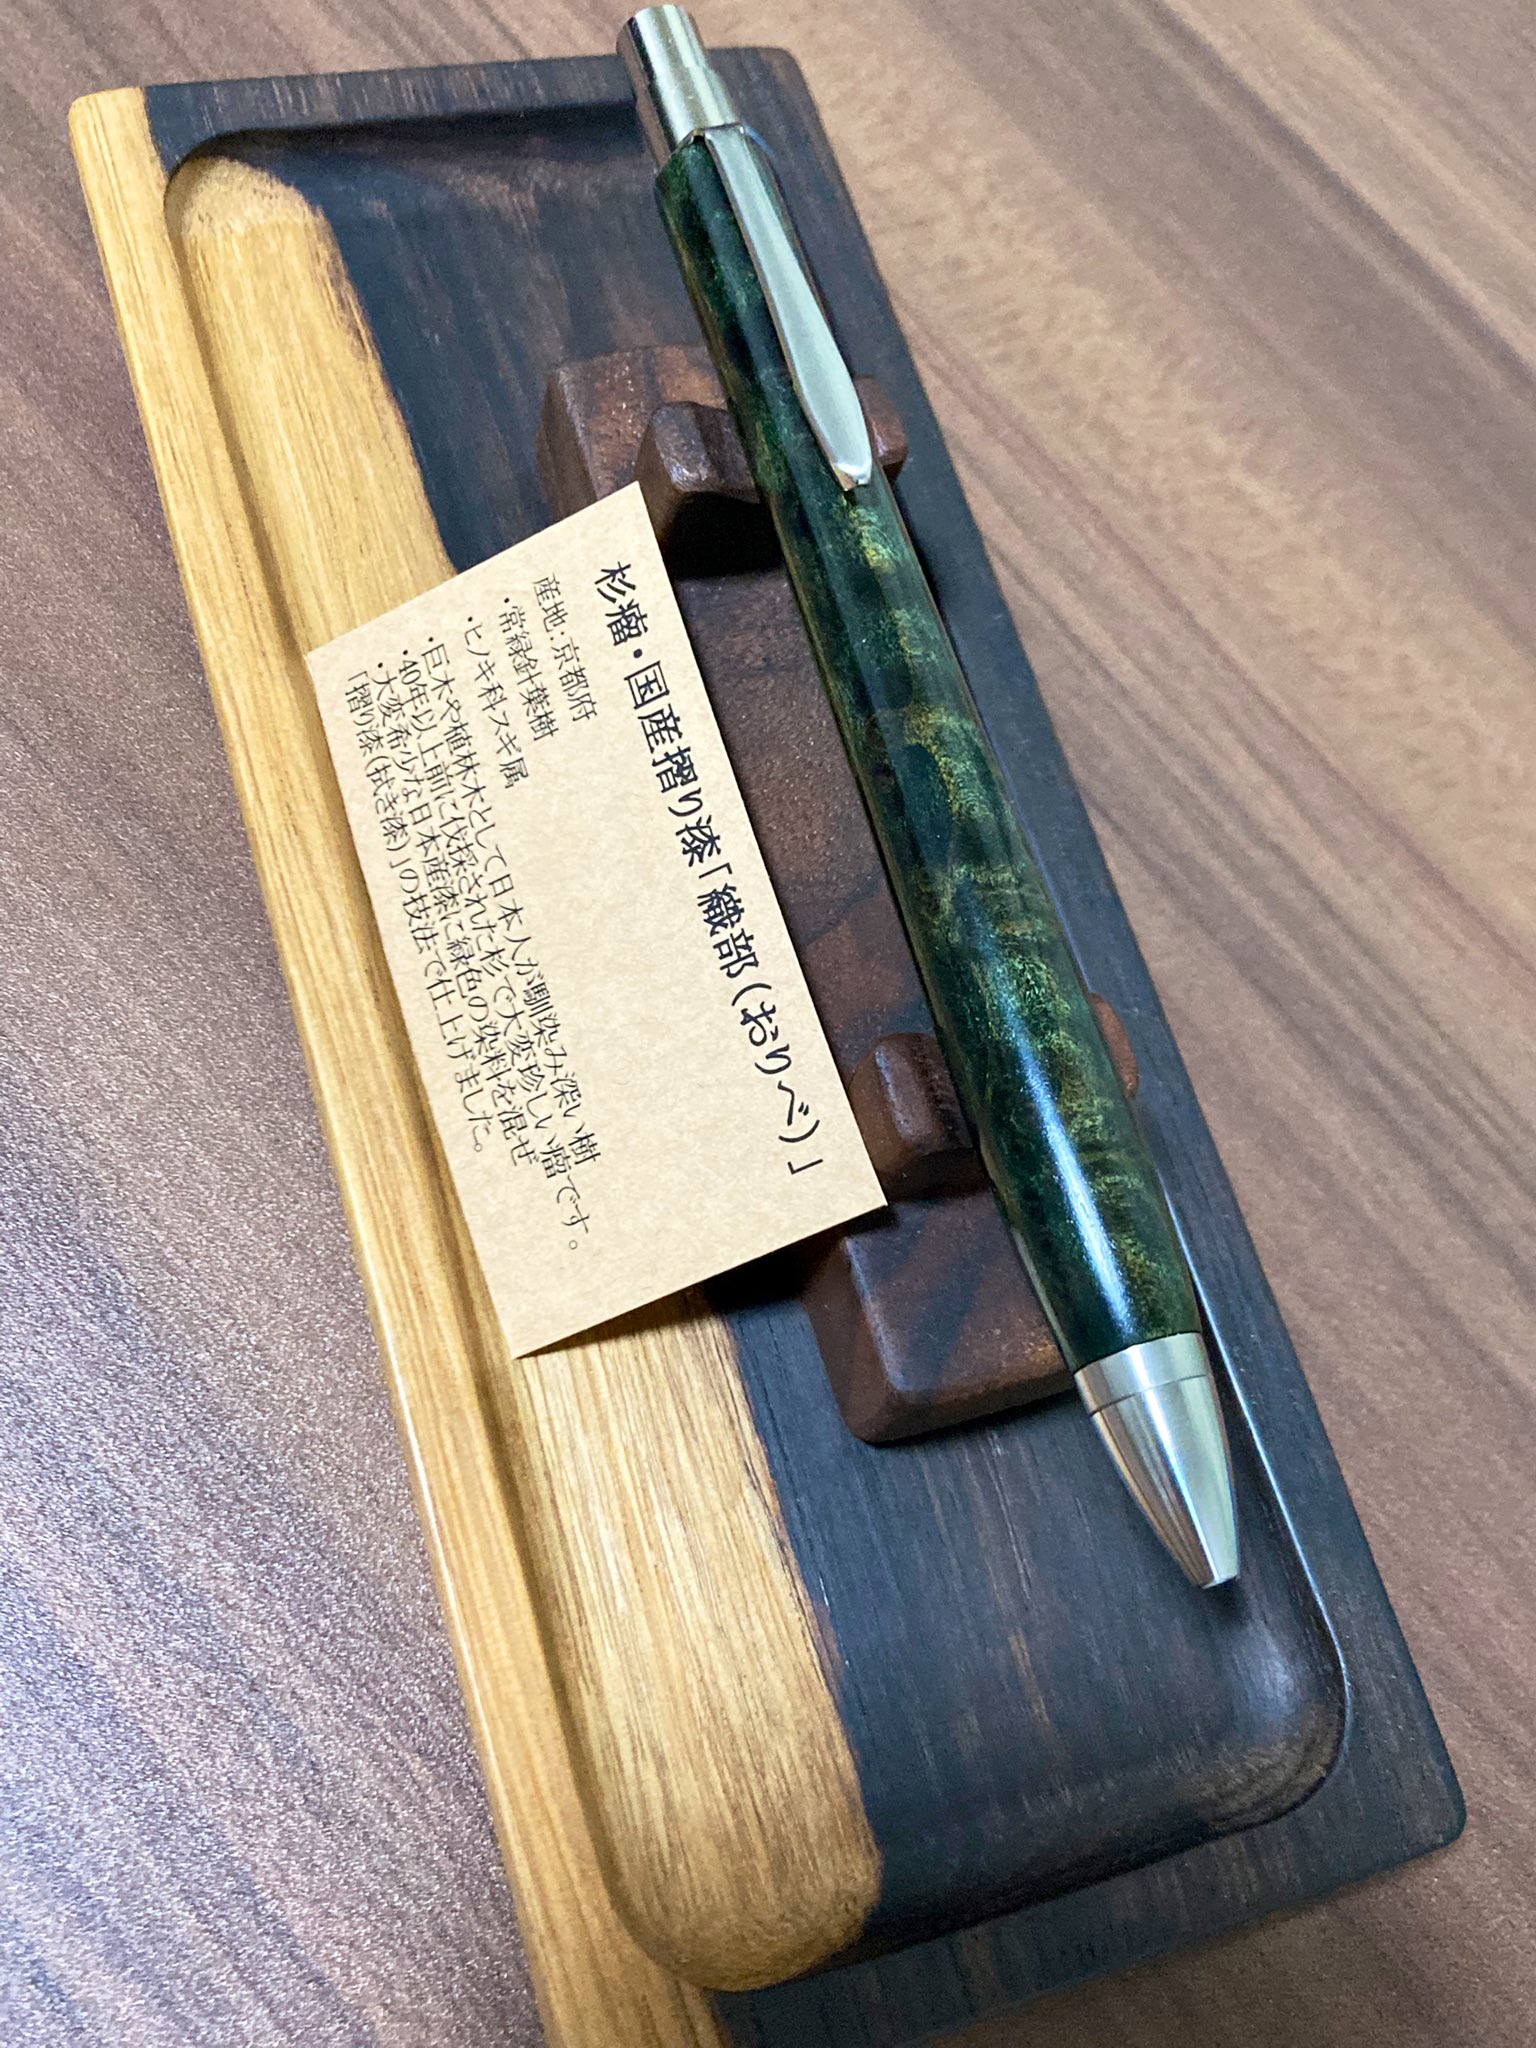 杉瘤・国産摺り漆「織部(おりべ)」
産地:京都府
・常緑針葉樹
・ヒノキ科スギ属
・巨木や植林木として日本人が馴染み深い樹
・40年以上前に伐採された杉で大変珍しい瘤です。
・大変希少な日本産漆に緑色の染料を混ぜ
「摺り漆(拭き漆)」の技法で仕上げました。